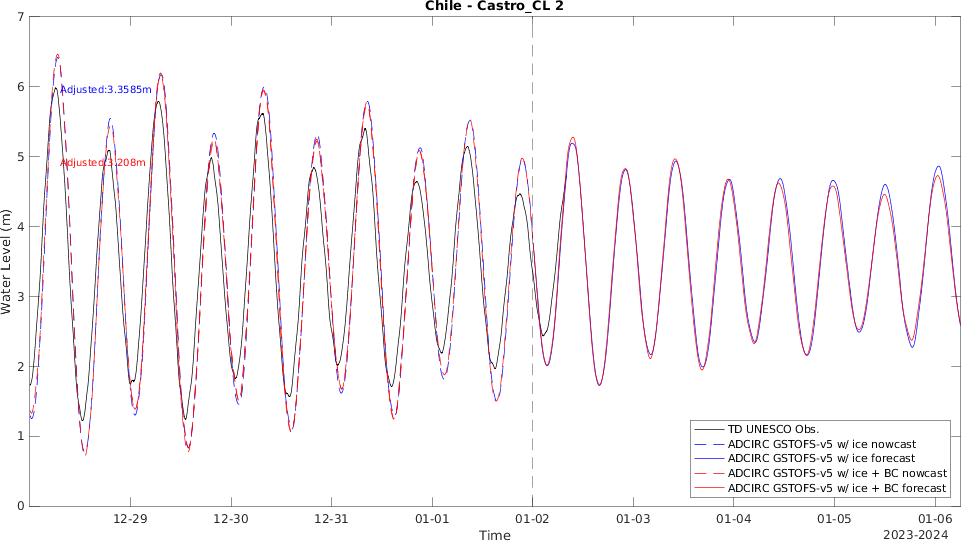 Chile - Castro_CL 2
7
6
5
4
3
2
1
0
Water Level (m)
Adjusted:3.3585m
Adjusted:3.208m
TD UNESCO Obs.
ADCIRC GSTOFS-v5 w/ ice nowcast
ADCIRC GSTOFS-v5 w/ ice forecast
ADCIRC GSTOFS-v5 w/ ice + BC nowcast
ADCIRC GSTOFS-v5 w/ ice + BC forecast
12-29 12-30 12-31 01-01 01-02 01-03 01-04 01-05 01-06
Time
2023-2024